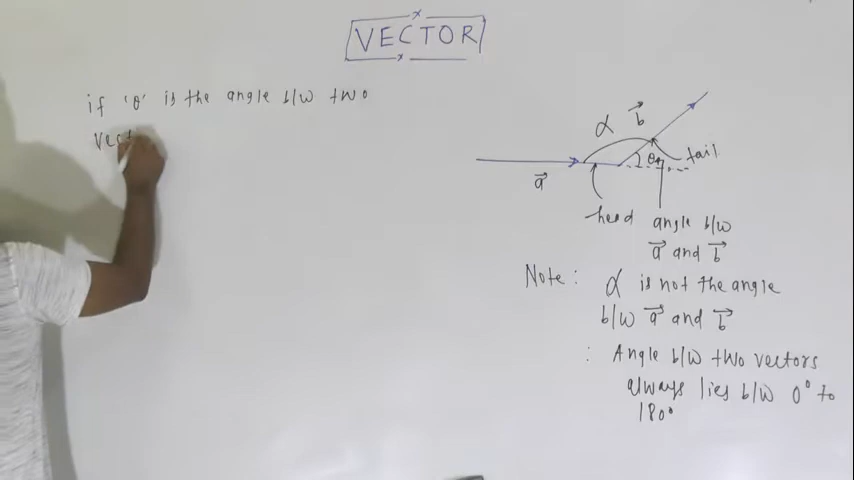 VECTOR
if 'θ' is the angle b/w two
vect
α
b
θ
tail
a
head
angle b/w
a and b
Note: α is not the angle
b/w a and b
: Angle b/w two vectors
always lies b/w 0° to
180°